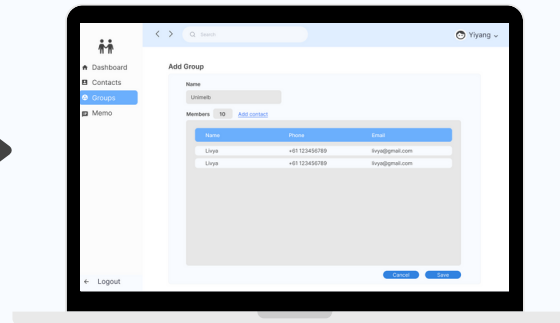 Search
Yiyang
Dashboard
Contacts
Groups
Memo
Logout
Add Group
Name
Unimelb
Members 10 Add contact
Name Phone Email
Livya +61 123456789 livya@gmail.com
Livya +61 123456789 livya@gmail.com
Cancel Save